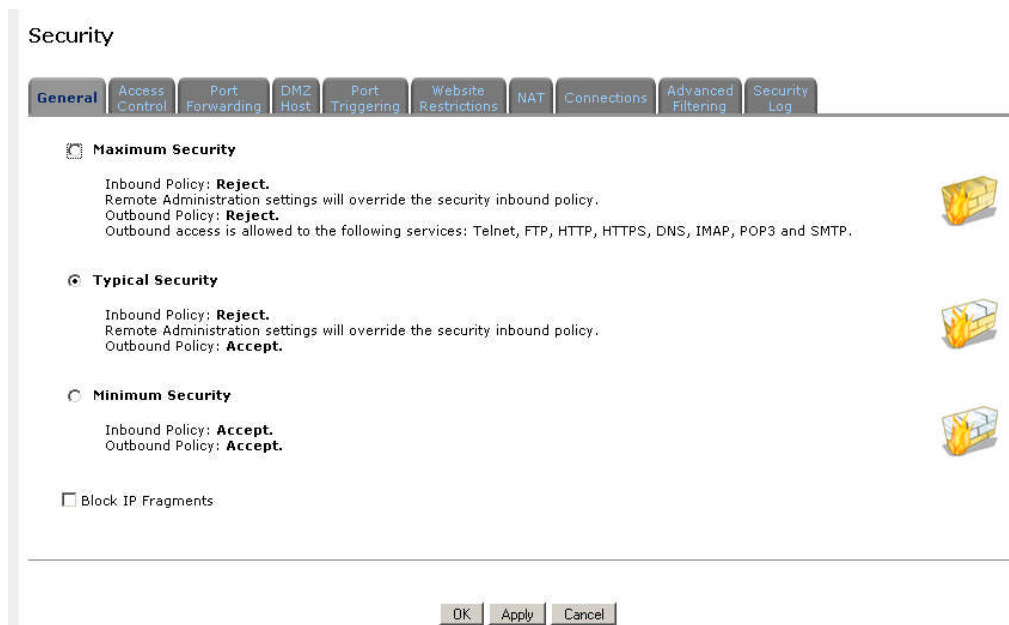 Security
General
Access Control
Port Forwarding
DMZ Host
Port Triggering
Website Restrictions
NAT
Connections
Advanced Filtering
Security Log
Maximum Security
Inbound Policy: Reject.
Remote Administration settings will override the security inbound policy.
Outbound Policy: Reject.
Outbound access is allowed to the following services: Telnet, FTP, HTTP, HTTPS, DNS, IMAP, POP3 and SMTP.
Typical Security
Inbound Policy: Reject.
Remote Administration settings will override the security inbound policy.
Outbound Policy: Accept.
Minimum Security
Inbound Policy: Accept.
Outbound Policy: Accept.
Block IP Fragments
OK
Apply
Cancel